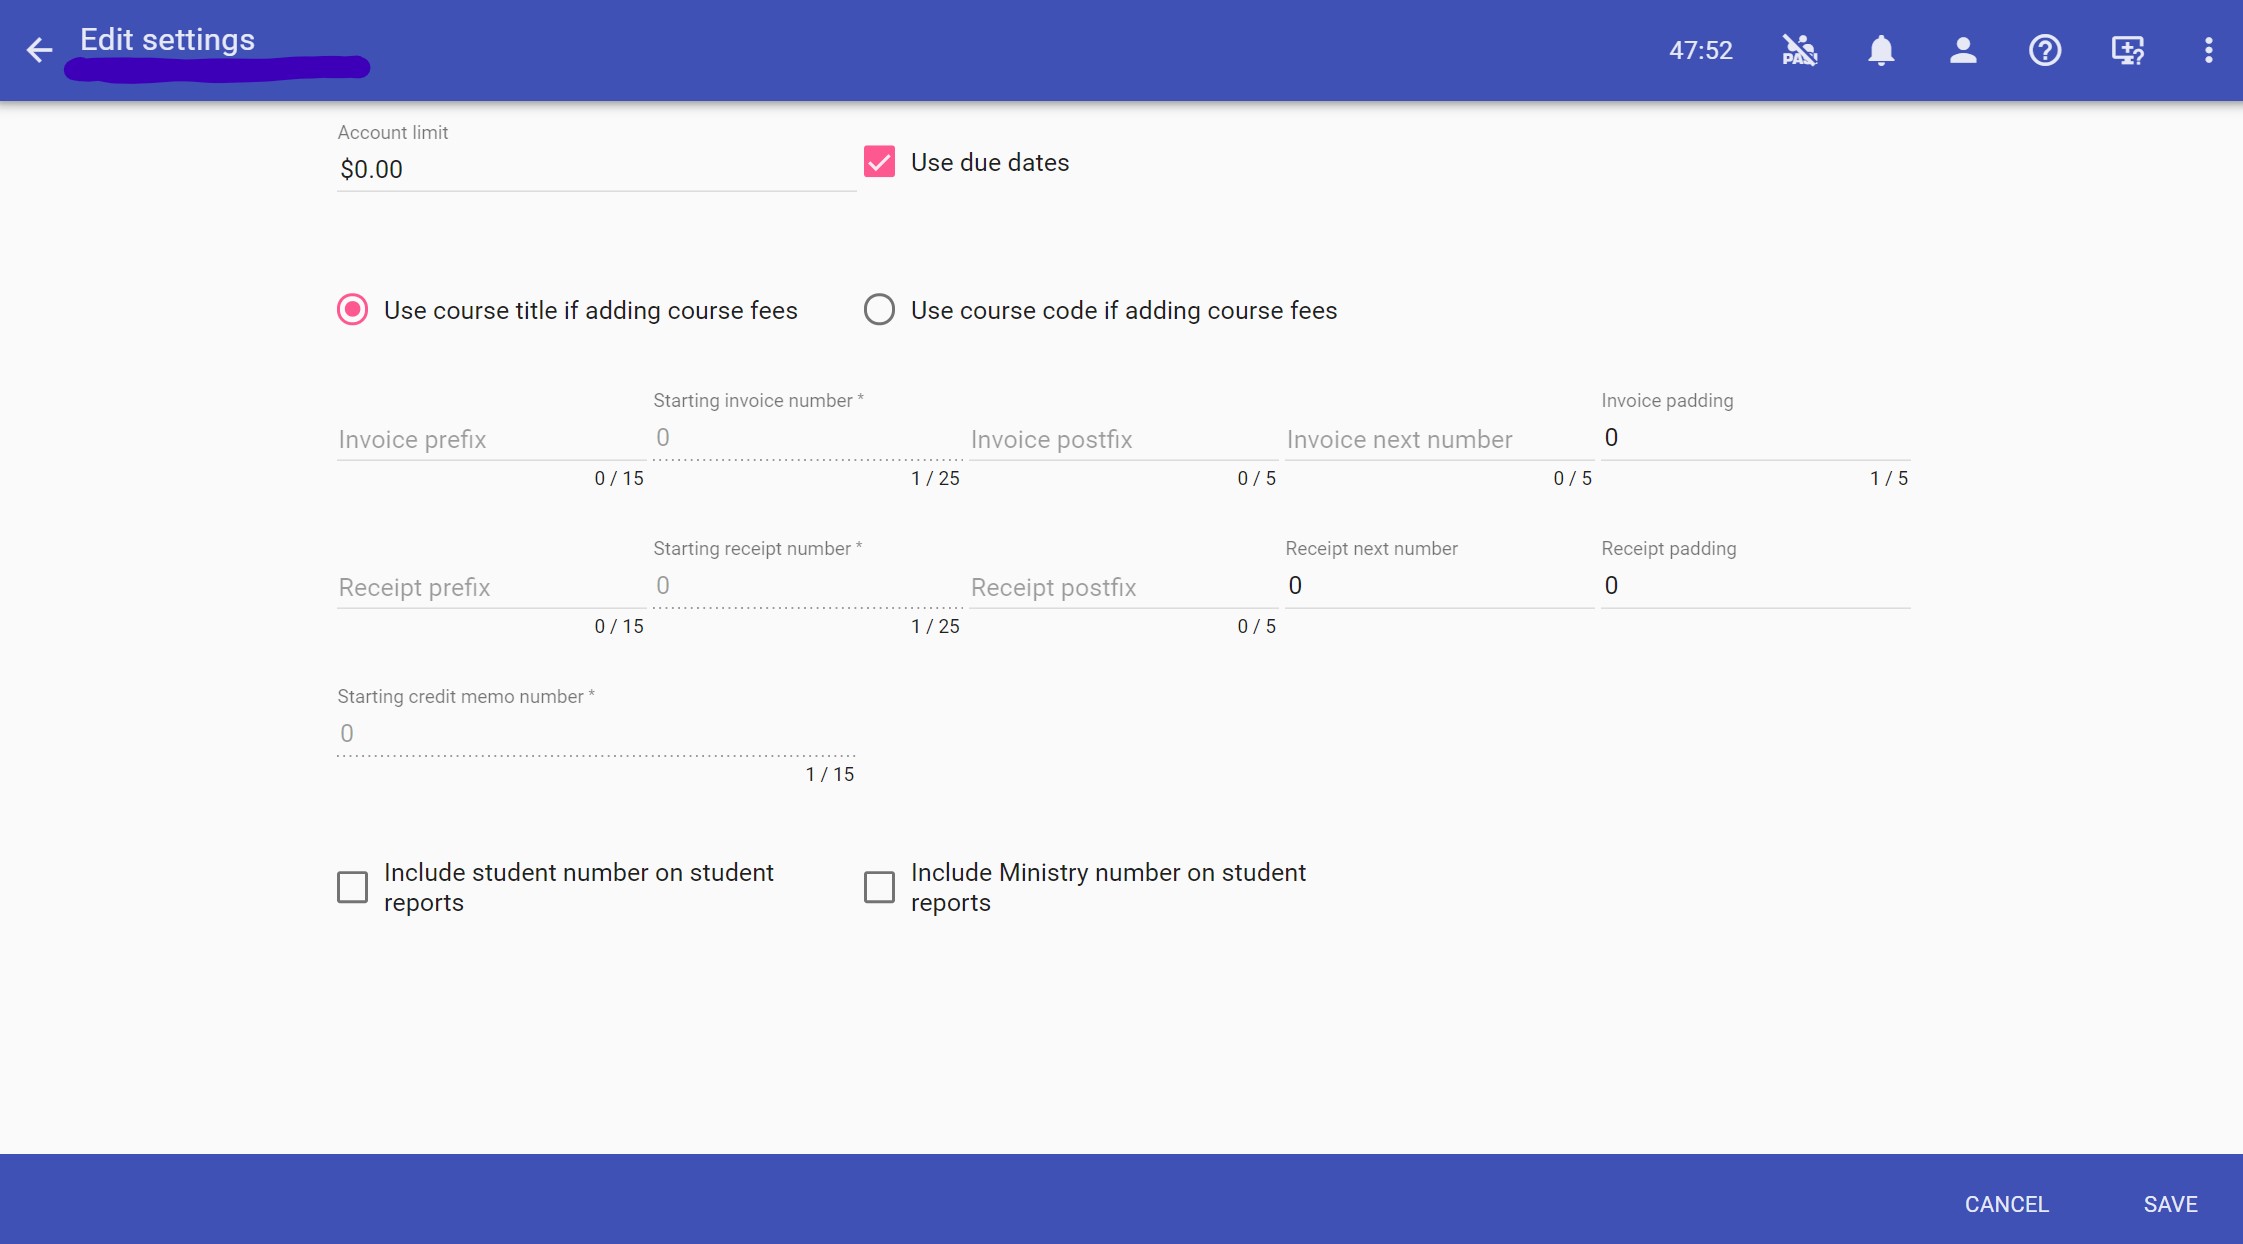 Edit settings
47:52
PAS!
Account limit
$0.00
Use due dates
Use course title if adding course fees
Use course code if adding course fees
Starting invoice number *
Invoice padding
Invoice prefix
0
Invoice postfix
Invoice next number
0
0 / 15
1 / 25
0 / 5
0 / 5
1 / 5
Starting receipt number *
Receipt next number
Receipt padding
Receipt prefix
0
Receipt postfix
0
0
0 / 15
1 / 25
0 / 5
Starting credit memo number *
0
1 / 15
Include student number on student
reports
Include Ministry number on student
reports
CANCEL
SAVE